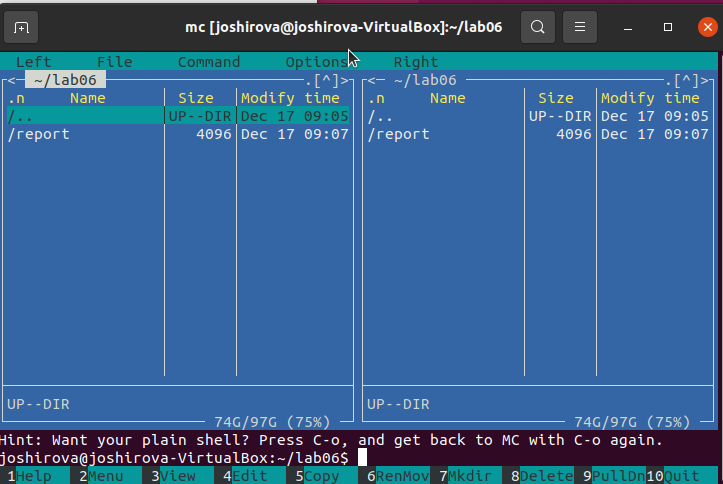 mc [joshirova@joshirova-VirtualBox]:~/lab06
Left File Command Options Right
<─ ~/lab06 .[^]>
.n Name Size Modify time
/.. UP--DIR Dec 17 09:05
/report 4096 Dec 17 09:07
UP--DIR
74G/97G (75%)
<─ ~/lab06 .[^]>
.n Name Size Modify time
/.. UP--DIR Dec 17 09:05
/report 4096 Dec 17 09:07
UP--DIR
74G/97G (75%)
Hint: Want your plain shell? Press C-o, and get back to MC with C-o again.
joshirova@joshirova-VirtualBox:~/lab06$
1Help 2Menu 3View 4Edit 5Copy 6RenMov 7Mkdir 8Delete 9PullDn 10Quit